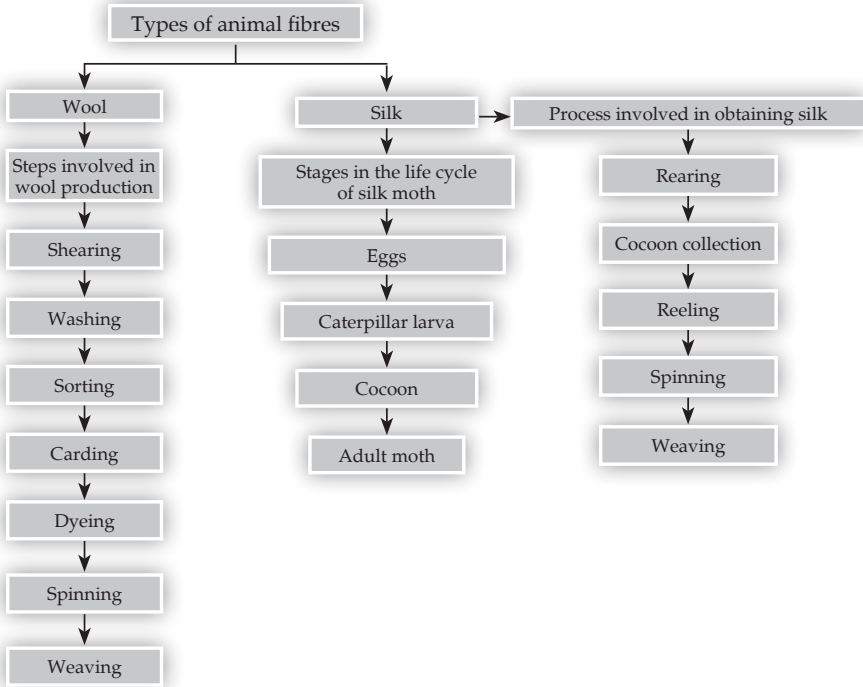 Types of animal fibres
Wool
Steps involved in
wool production
Shearing
Washing
Sorting
Carding
Dyeing
Spinning
Weaving
Silk
Stages in the life cycle
of silk moth
Eggs
Caterpillar larva
Cocoon
Adult moth
Process involved in obtaining silk
Rearing
Cocoon collection
Reeling
Spinning
Weaving